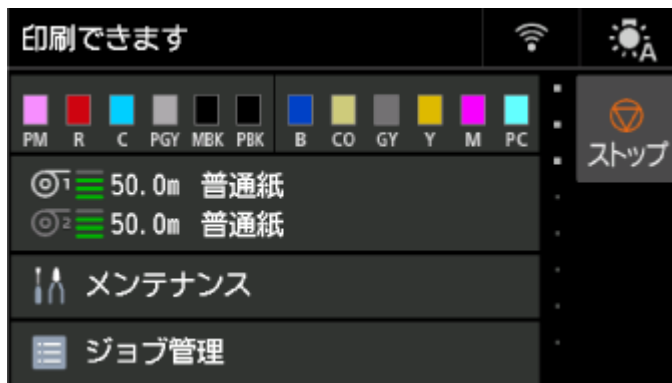 印刷できます
A
PM R C PGY MBK PBK B CO GY Y M PC
ストップ
1 50.0m 普通紙
2 50.0m 普通紙
メンテナンス
ジョブ管理